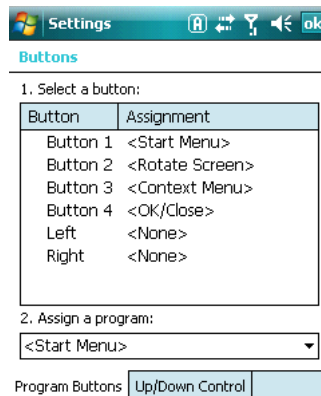 Settings A ok
Buttons
1. Select a button:
Button Assignment
Button 1 <Start Menu>
Button 2 <Rotate Screen>
Button 3 <Context Menu>
Button 4 <OK/Close>
Left <None>
Right <None>
2. Assign a program:
<Start Menu>
Program Buttons Up/Down Control